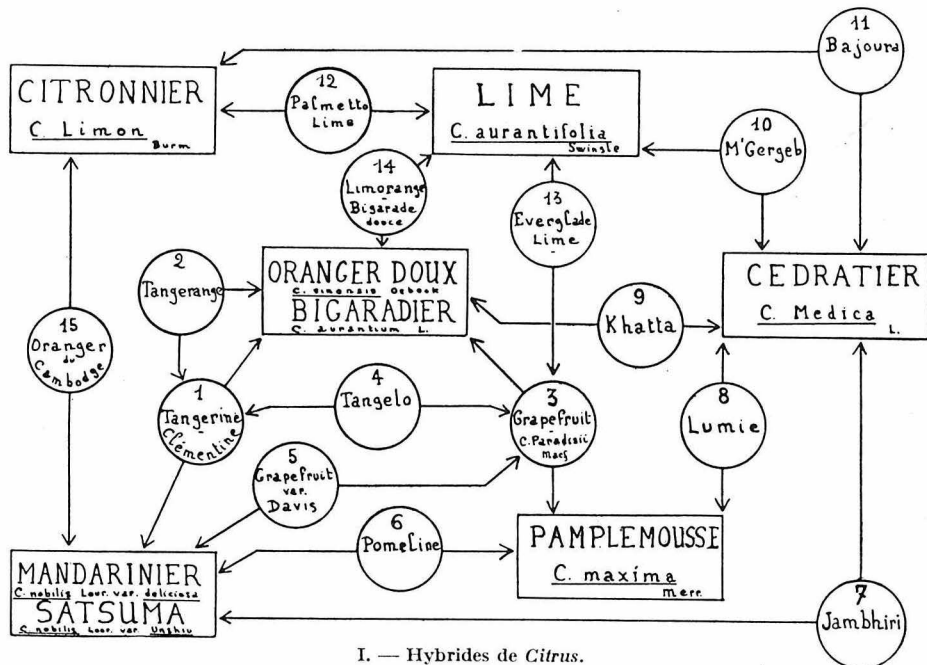 11
Bajoura
CITRONNIER
C. Limon
Burm
12
Palmetto
Lime
LIME
C. aurantifolia
Swingle
10
M'Gergeb
14
Limorange
-
Bigarade
douce
13
Everglade
Lime
-
2
Tangerange
ORANGER DOUX
C. sinensis Osbeck
BIGARADIER
C. aurantium L.
9
Khatta
CEDRATIER
C. Medica
L.
15
Oranger
du
Cambodge
1
Tangerine
-
Clémentine
4
Tangelo
3
Grapefruit
-
C. Paradisii
macf
8
Lumie
5
Grapefruit
var.
Davis
6
Pomeline
PAMPLEMOUSSE
C. maxima
merr.
MANDARINIER
C. nobilis Lour. var. deliciosa
SATSUMA
C. nobilis Lour. var. Unshiu
7
Jambhiri
I. — Hybrides de Citrus.